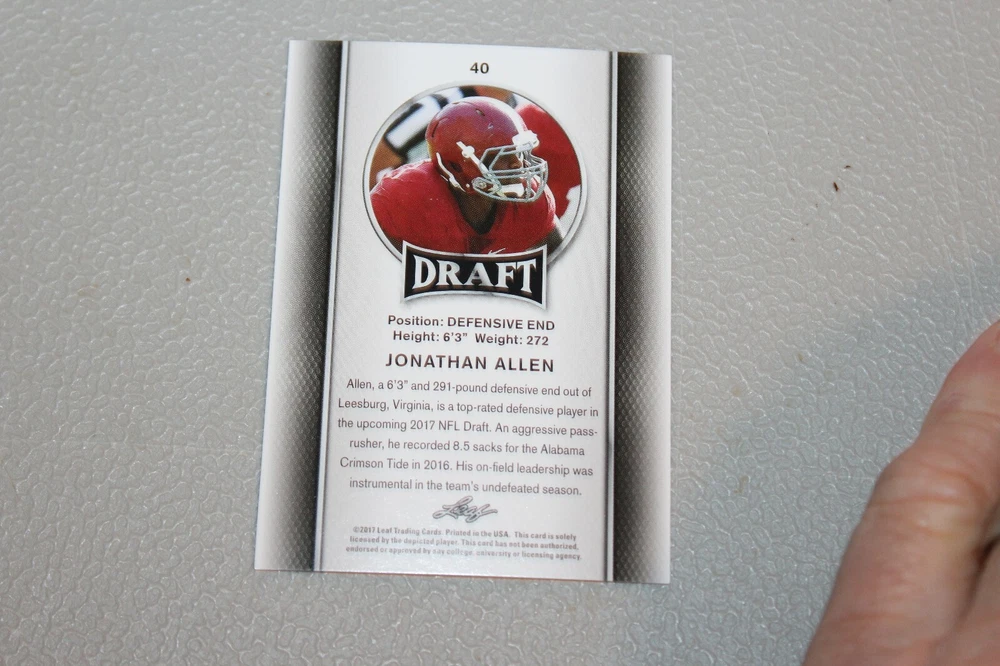 40
DRAFT
Position: DEFENSIVE END
Height: 6'3" Weight: 272
JONATHAN ALLEN
Allen, a 6'3" and 291-pound defensive end out of
Leesburg, Virginia, is a top-rated defensive player in
the upcoming 2017 NFL Draft. An aggressive pass-
rusher, he recorded 8.5 sacks for the Alabama
Crimson Tide in 2016. His on-field leadership was
instrumental in the team's undefeated season.
Leaf
©2017 Leaf Trading Cards. Printed in the USA. This card is solely
licensed by the depicted player. This card has not been authorized,
endorsed or approved by any college, university or licensing agency.